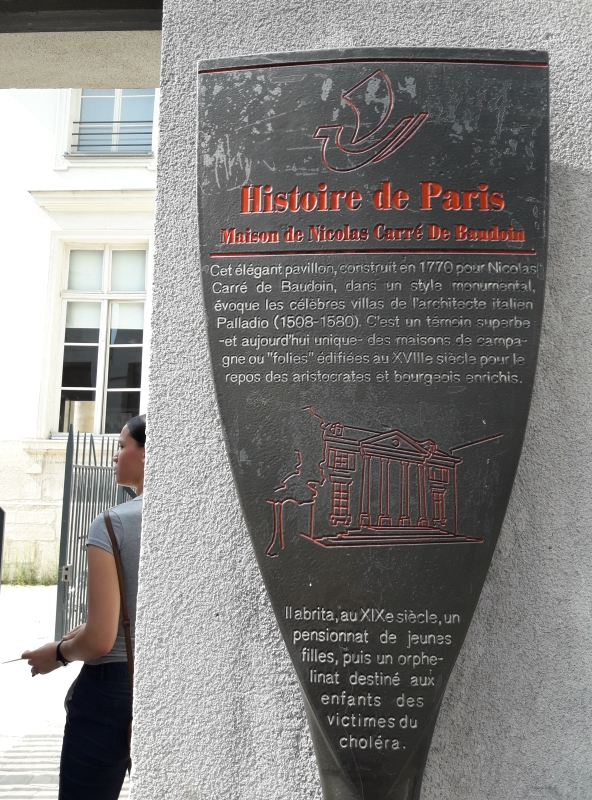 Histoire de Paris
Maison de Nicolas Carré De Baudoin
Cet élégant pavillon, construit en 1770 pour Nicolas
Carré de Baudoin, dans un style monumental,
évoque les célèbres villas de l'architecte italien
Palladio (1508-1580). C'est un témoin superbe
-et aujourd'hui unique- des maisons de campa-
gne ou "folies" édifiées au XVIIIe siècle pour le
repos des aristocrates et bourgeois enrichis.
Il abrita, au XIXe siècle, un
pensionnat de jeunes
filles, puis un orphe-
linat destiné aux
enfants des
victimes du
choléra.